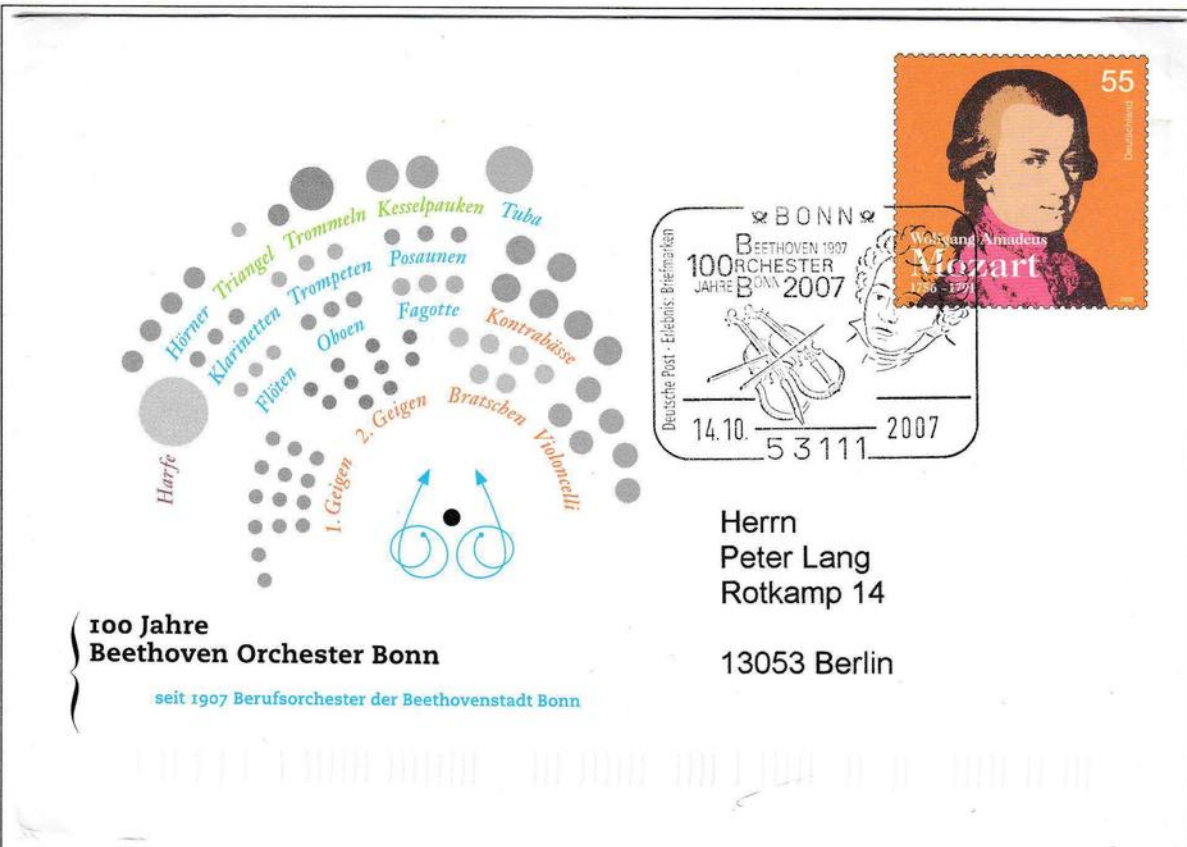 55
Deutschland
Wolfgang Amadeus
Mozart
1756 – 1791
BONN
BEETHOVEN 1907
100 ORCHESTER
JAHRE BONN 2007
Deutsche Post · Erlebnis: Briefmarken
14.10. 2007
53111
Harfe
Hörner
Triangel
Trommeln
Kesselpauken
Tuba
Klarinetten
Trompeten
Posaunen
Flöten
Oboen
Fagotte
Kontrabässe
1. Geigen
2. Geigen
Bratschen
Violoncelli
Herrn
Peter Lang
Rotkamp 14
13053 Berlin
100 Jahre
Beethoven Orchester Bonn
seit 1907 Berufsorchester der Beethovenstadt Bonn